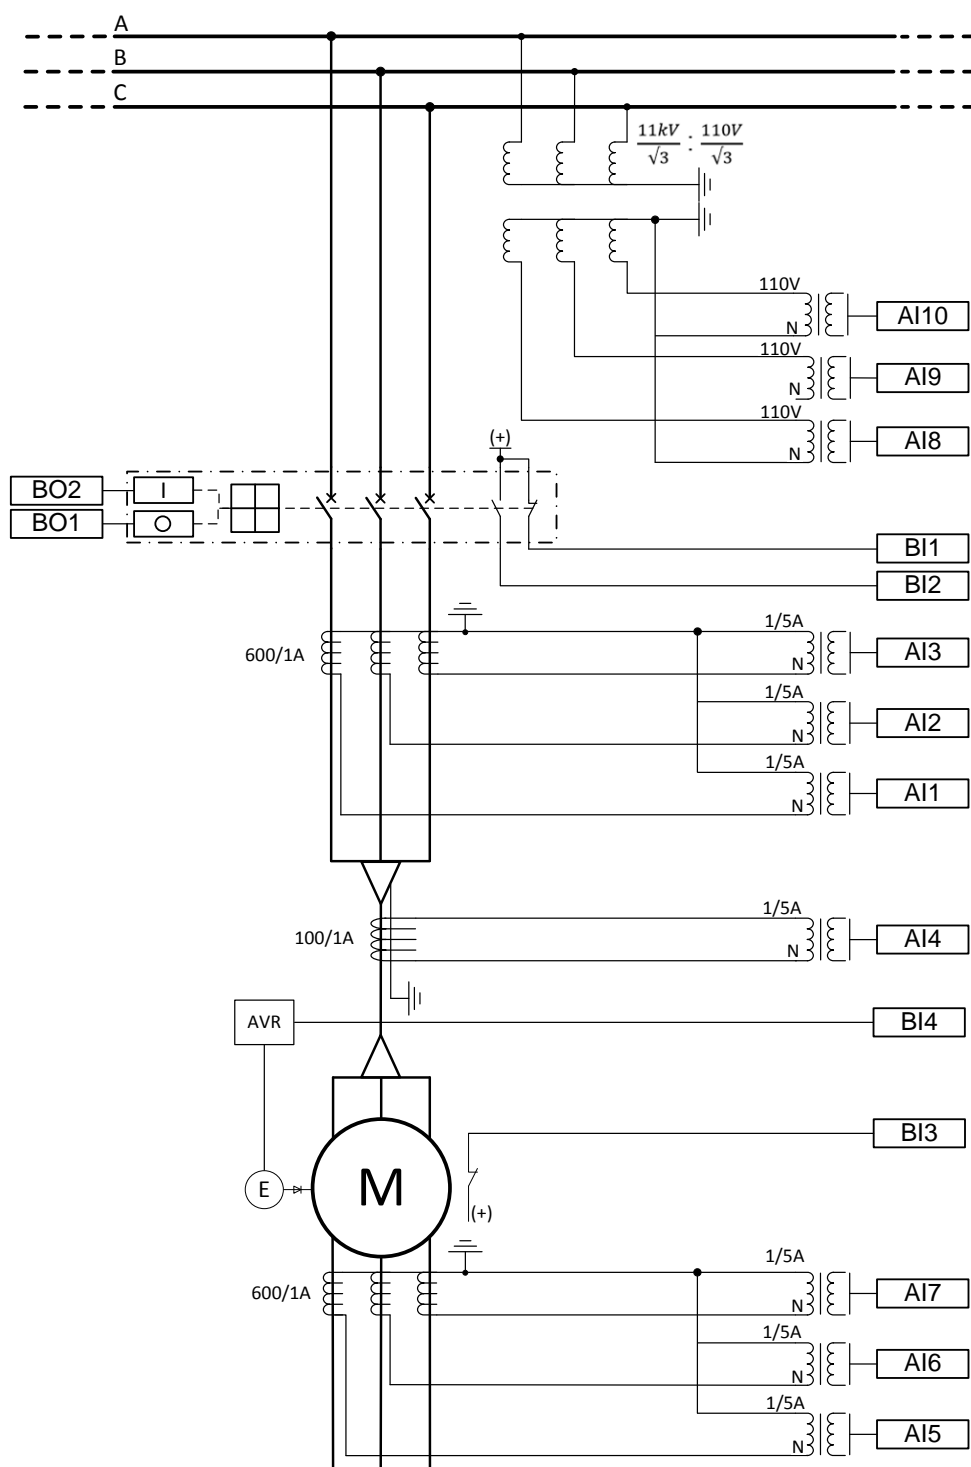 A
B
C
11kV/√3 : 110V/√3
110V
N
AI10
110V
N
AI9
110V
N
AI8
(+)
BO2
I
BO1
O
BI1
BI2
600/1A
1/5A
N
AI3
1/5A
N
AI2
1/5A
N
AI1
100/1A
1/5A
N
AI4
AVR
BI4
BI3
E
M
(+)
600/1A
1/5A
N
AI7
1/5A
N
AI6
1/5A
N
AI5